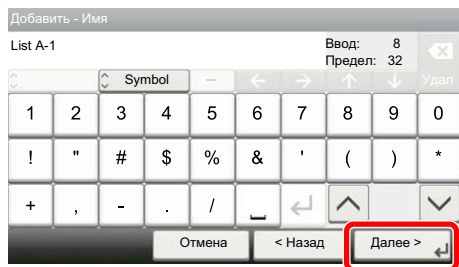 Добавить - Имя
List A-1
Ввод: 8
Предел: 32
Symbol
Удал
1 2 3 4 5 6 7 8 9 0
! " # $ % & ' ( ) *
+ , - . / _
Отмена < Назад Далее >